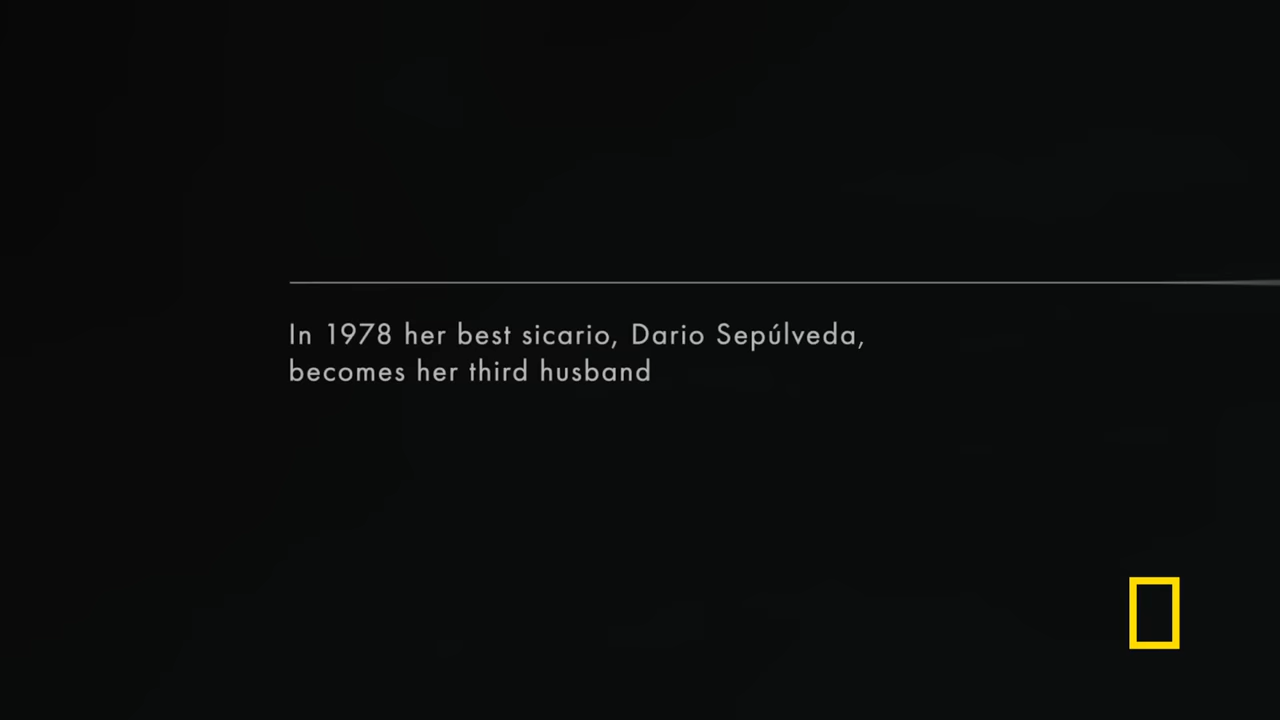 In 1978 her best sicario, Dario Sepúlveda,
becomes her third husband